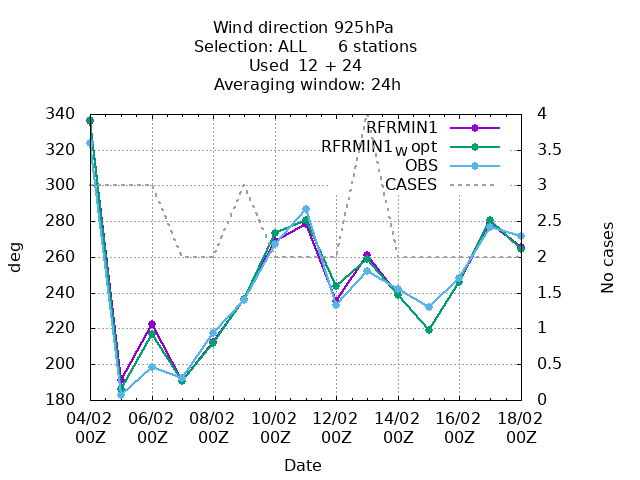 Wind direction 925hPa
Selection: ALL 6 stations
Used 12 + 24
Averaging window: 24h
340 4
RFRMIN1
320 RFRMIN1w opt 3.5
OBS
300 CASES 3
280 2.5
260 2
240 1.5
220 1
200 0.5
180 0
deg
No cases
04/02 06/02 08/02 10/02 12/02 14/02 16/02 18/02
00Z 00Z 00Z 00Z 00Z 00Z 00Z 00Z
Date